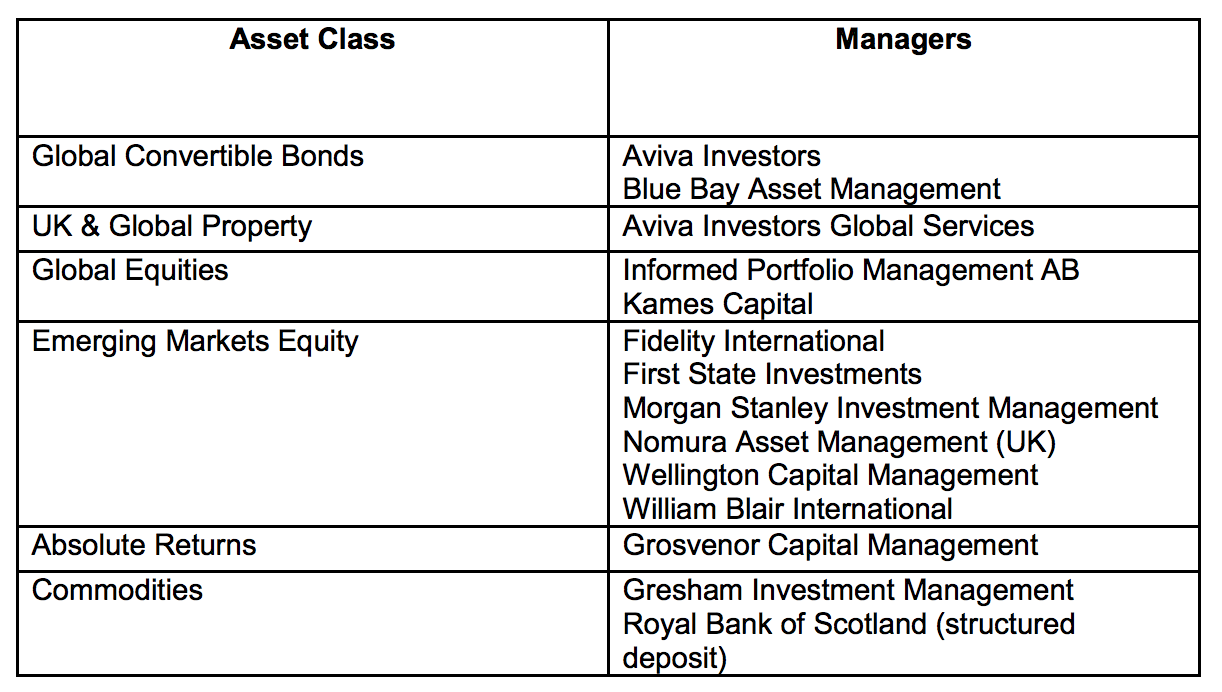 Asset Class
Managers
Global Convertible Bonds
Aviva Investors
Blue Bay Asset Management
UK & Global Property
Aviva Investors Global Services
Global Equities
Informed Portfolio Management AB
Kames Capital
Emerging Markets Equity
Fidelity International
First State Investments
Morgan Stanley Investment Management
Nomura Asset Management (UK)
Wellington Capital Management
William Blair International
Absolute Returns
Grosvenor Capital Management
Commodities
Gresham Investment Management
Royal Bank of Scotland (structured
deposit)